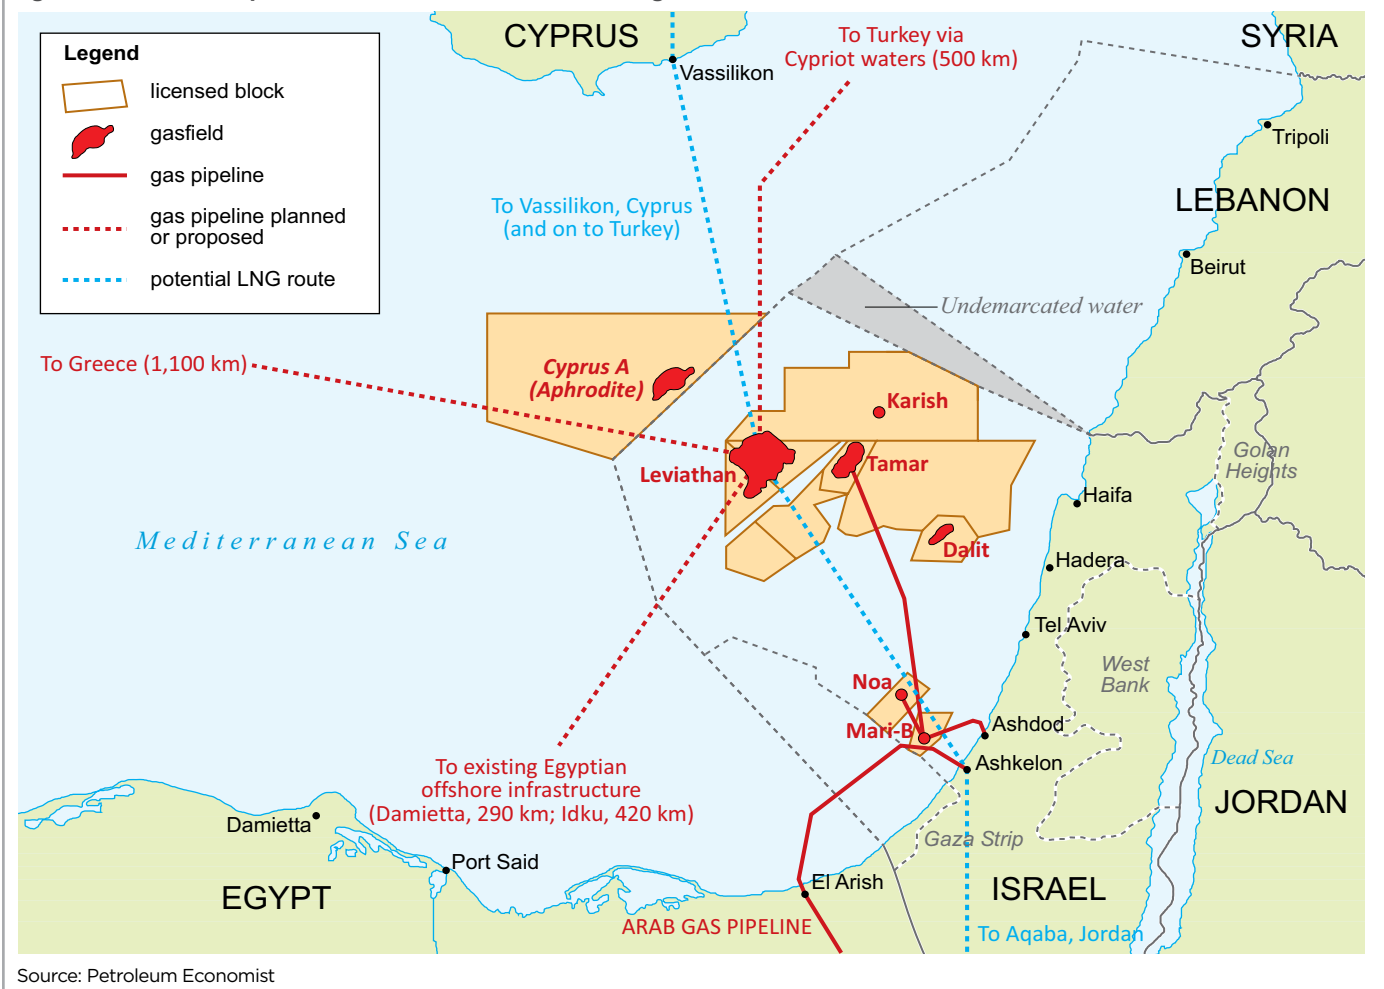 CYPRUS
SYRIA
To Turkey via
Cypriot waters (500 km)
Legend
licensed block
gasfield
gas pipeline
gas pipeline planned
or proposed
potential LNG route
Vassilikon
Tripoli
LEBANON
To Vassilikon, Cyprus
(and on to Turkey)
Beirut
Undemarcated water
To Greece (1,100 km)
Cyprus A
(Aphrodite)
Karish
Leviathan
Tamar
Golan
Heights
Haifa
Mediterranean Sea
Dalit
Hadera
Tel Aviv
West
Bank
Noa
Mari-B
Ashdod
Ashkelon
Dead Sea
To existing Egyptian
offshore infrastructure
(Damietta, 290 km; Idku, 420 km)
JORDAN
Damietta
Gaza Strip
Port Said
El Arish
EGYPT
ISRAEL
ARAB GAS PIPELINE
To Aqaba, Jordan
Source: Petroleum Economist